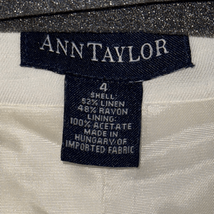 ANN TAYLOR
4
SHELL:
52% LINEN
48% RAYON
LINING:
100% ACETATE
MADE IN
HUNGARY OF
IMPORTED FABRIC